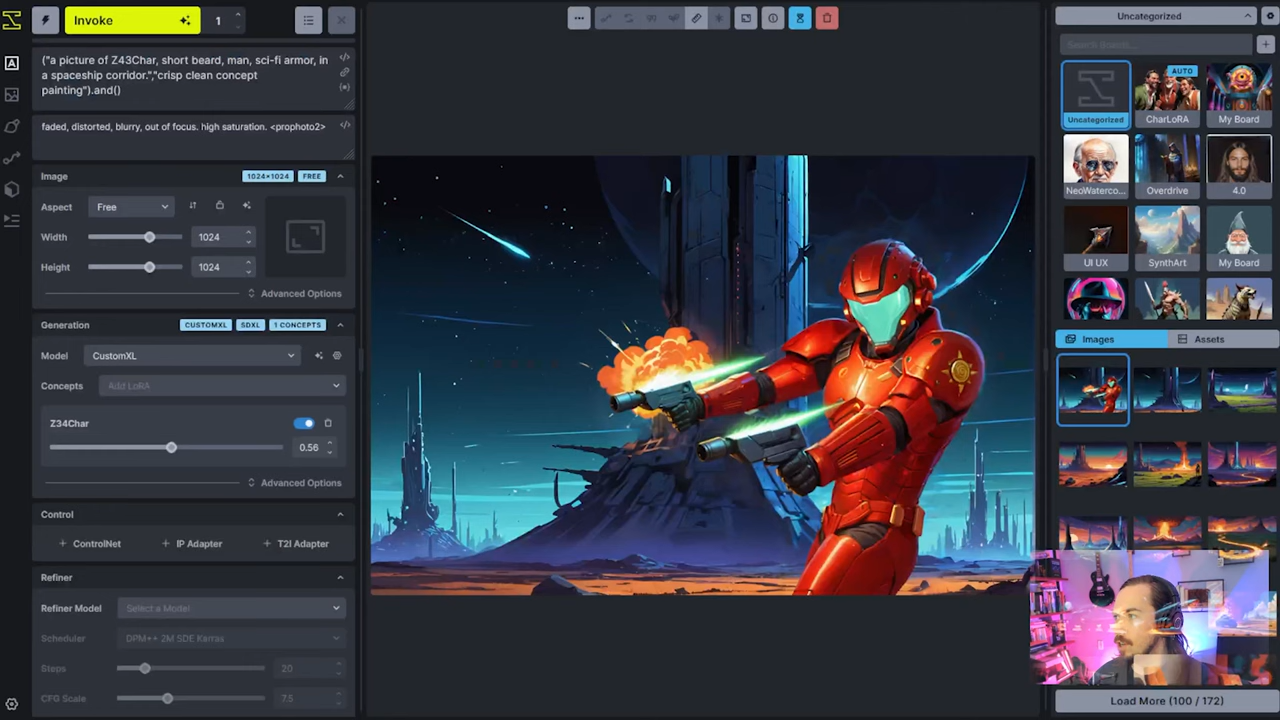 Invoke
1
Uncategorized
("a picture of Z43Char, short beard, man, sci-fi armor, in
a spaceship corridor.","crisp clean concept
painting").and()
Search Boards...
AUTO
Uncategorized
CharLoRA
My Board
faded, distorted, blurry, out of focus. high saturation. <prophoto2>
Image
1024×1024
FREE
NeoWaterco...
Overdrive
4.0
Aspect
Free
Width
1024
Height
1024
UI UX
SynthArt
My Board
Advanced Options
Generation
CUSTOMXL
SDXL
1 CONCEPTS
Images
Assets
Model
CustomXL
Concepts
Add LoRA
Z34Char
0.56
Advanced Options
Control
+ ControlNet
+ IP Adapter
+ T2I Adapter
Refiner
Refiner Model
Select a Model
Scheduler
DPM++ 2M SDE Karras
Steps
20
CFG Scale
7.5
Load More (100 / 172)